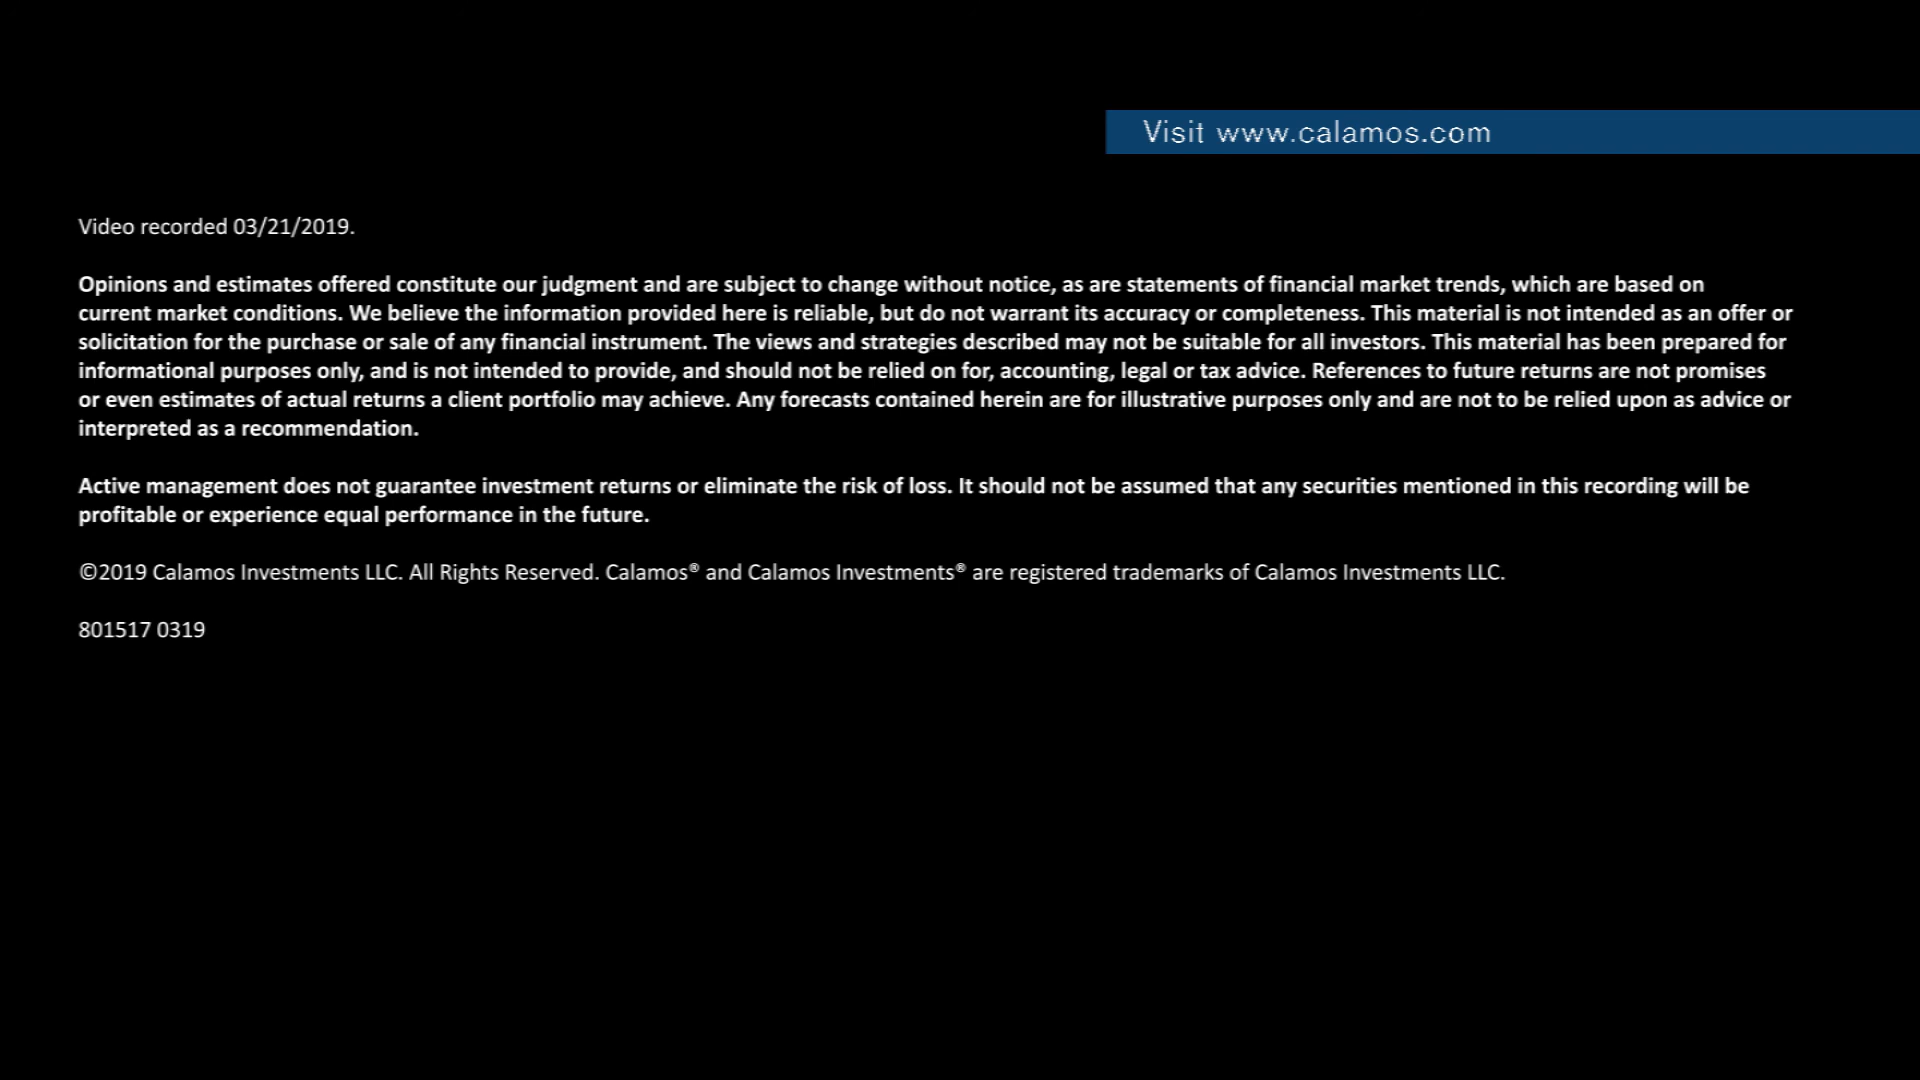 Visit www.calamos.com
Video recorded 03/21/2019.
Opinions and estimates offered constitute our judgment and are subject to change without notice, as are statements of financial market trends, which are based on
current market conditions. We believe the information provided here is reliable, but do not warrant its accuracy or completeness. This material is not intended as an offer or
solicitation for the purchase or sale of any financial instrument. The views and strategies described may not be suitable for all investors. This material has been prepared for
informational purposes only, and is not intended to provide, and should not be relied on for, accounting, legal or tax advice. References to future returns are not promises
or even estimates of actual returns a client portfolio may achieve. Any forecasts contained herein are for illustrative purposes only and are not to be relied upon as advice or
interpreted as a recommendation.
Active management does not guarantee investment returns or eliminate the risk of loss. It should not be assumed that any securities mentioned in this recording will be
profitable or experience equal performance in the future.
©2019 Calamos Investments LLC. All Rights Reserved. Calamos® and Calamos Investments® are registered trademarks of Calamos Investments LLC.
801517 0319